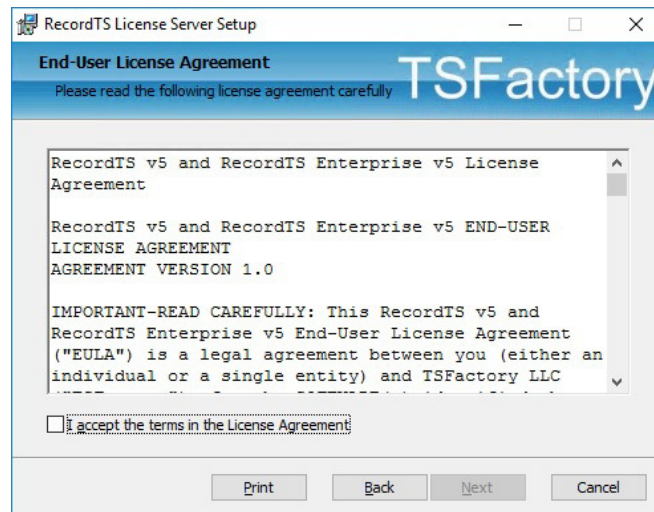 RecordTS License Server Setup
End-User License Agreement
Please read the following license agreement carefully
TSFactory
RecordTS v5 and RecordTS Enterprise v5 License
Agreement
RecordTS v5 and RecordTS Enterprise v5 END-USER
LICENSE AGREEMENT
AGREEMENT VERSION 1.0
IMPORTANT-READ CAREFULLY: This RecordTS v5 and
RecordTS Enterprise v5 End-User License Agreement
("EULA") is a legal agreement between you (either an
individual or a single entity) and TSFactory LLC
I accept the terms in the License Agreement
Print Back Next Cancel